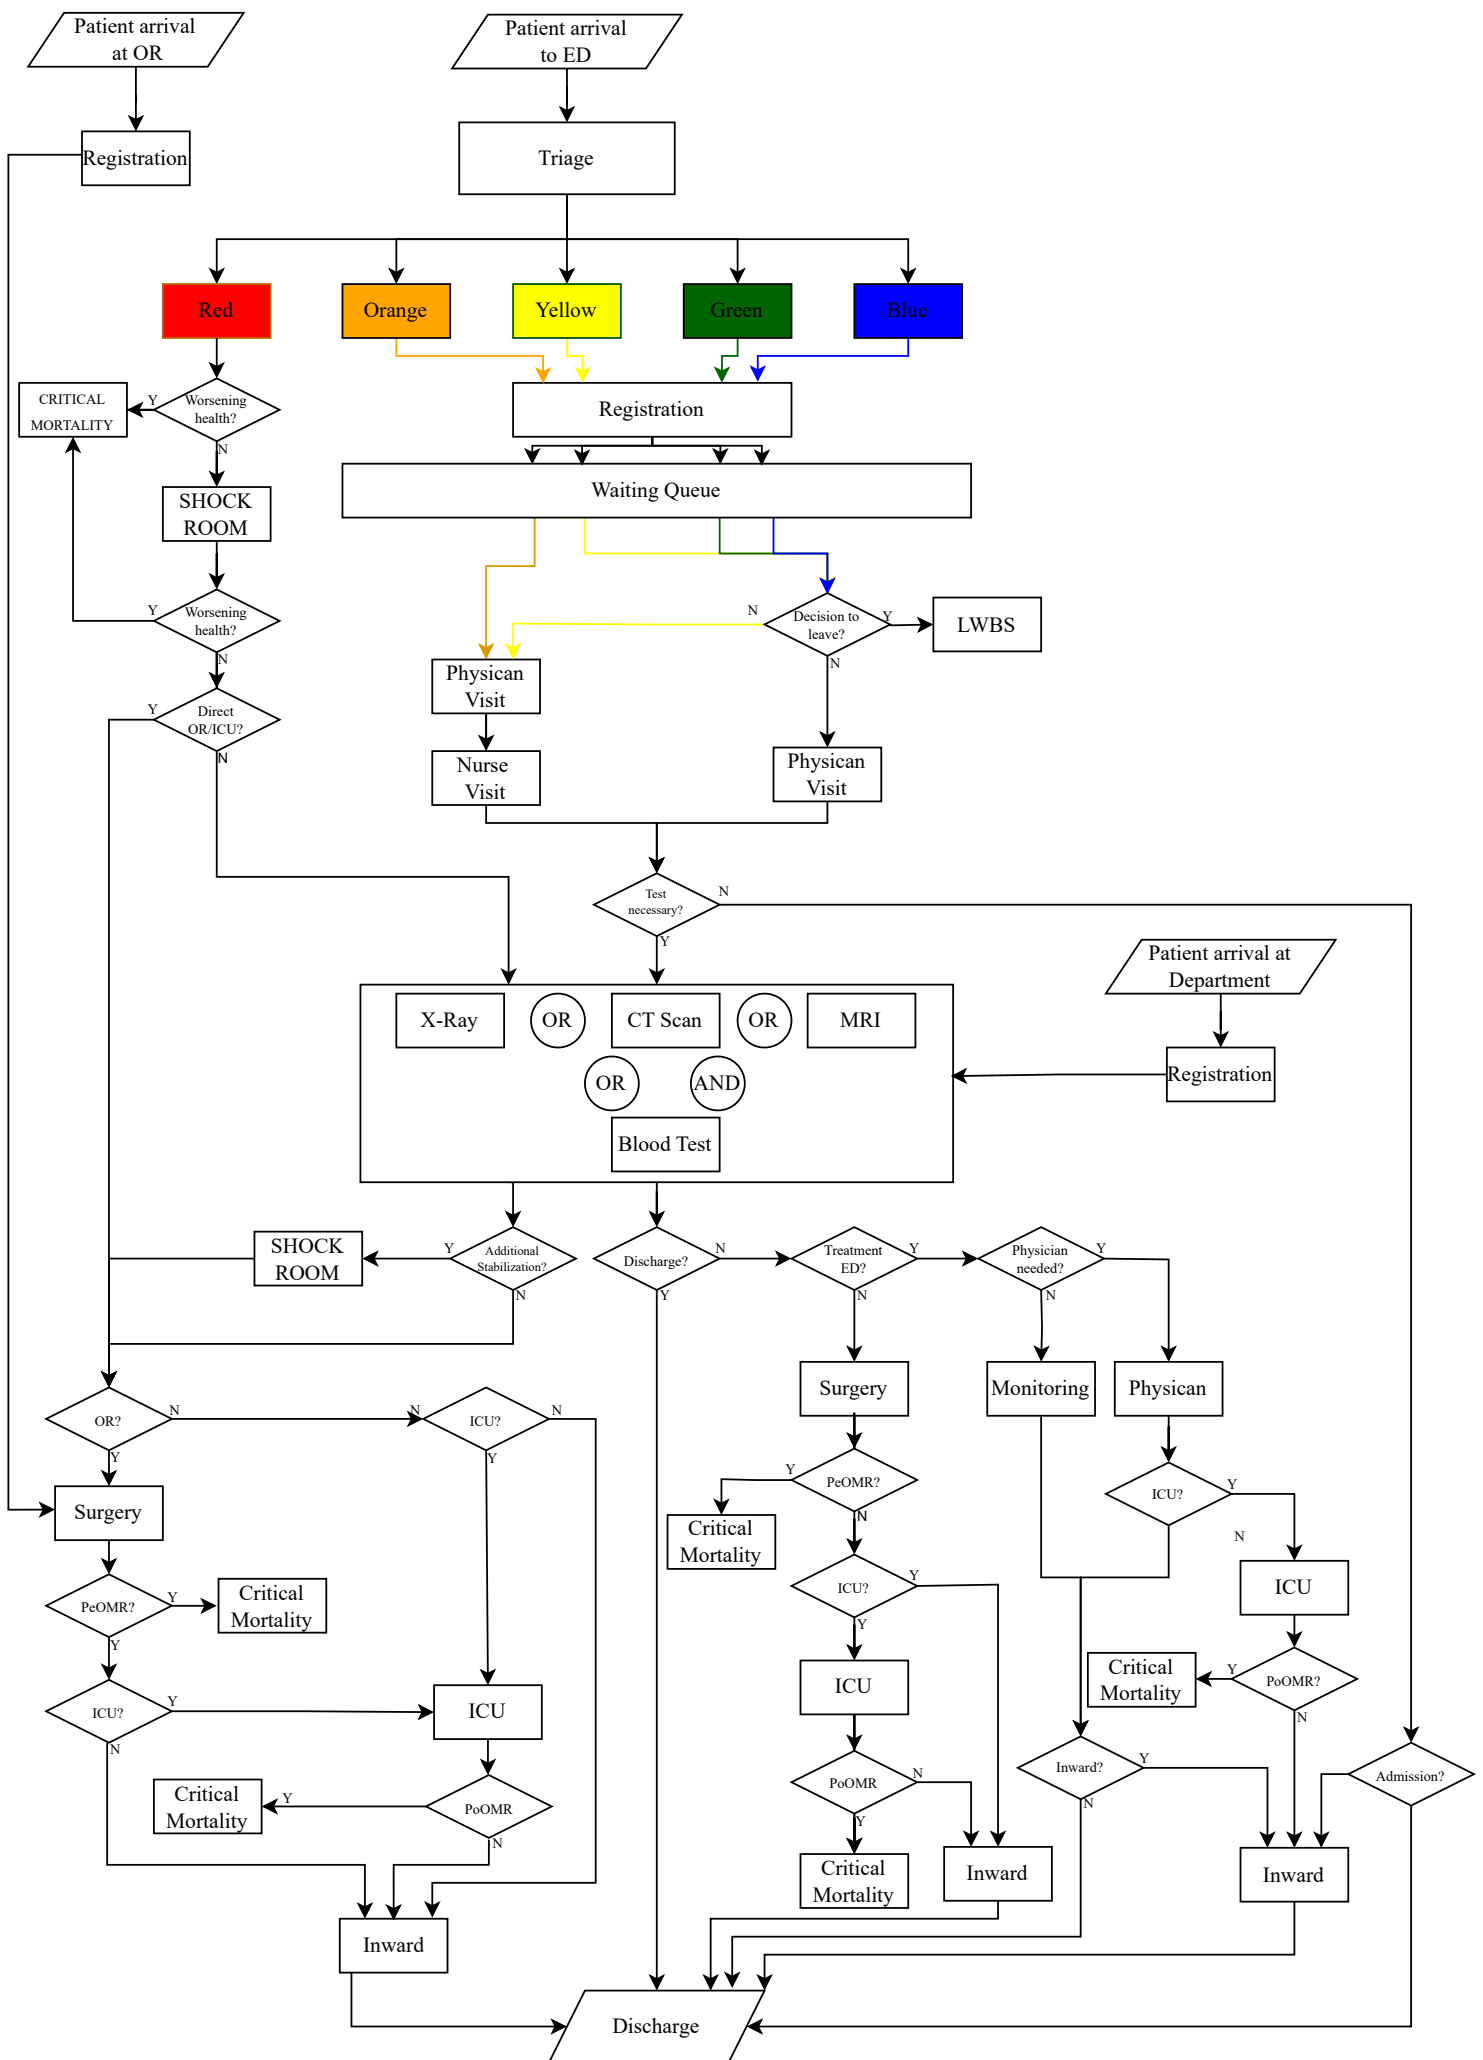 Patient arrival
at OR
Patient arrival
to ED
Registration
Triage
Red
Orange
Yellow
Green
Blue
Worsening
health?
Y
N
CRITICAL
MORTALITY
Registration
Waiting Queue
SHOCK
ROOM
Worsening
health?
Y
N
Decision to
leave?
N
Y
N
LWBS
Physican
Visit
Direct
OR/ICU?
Y
N
Nurse
Visit
Physican
Visit
Test
necessary?
N
Y
Patient arrival at
Department
X-Ray
OR
CT Scan
OR
MRI
OR
AND
Blood Test
Registration
SHOCK
ROOM
Y
Additional
Stabilization?
N
Discharge?
N
Y
Treatment
ED?
Y
N
Physician
needed?
Y
N
Surgery
Monitoring
Physican
OR?
N
Y
N
ICU?
N
Y
Surgery
Y
PeOMR?
N
Critical
Mortality
ICU?
Y
N
PeOMR?
Y
Y
Critical
Mortality
ICU?
Y
Y
ICU
ICU?
Y
N
ICU
ICU
Critical
Mortality
Y
PoOMR?
N
Critical
Mortality
Y
PoOMR
N
PoOMR
N
Y
Inward?
Y
N
Admission?
Critical
Mortality
Inward
Inward
Inward
Discharge